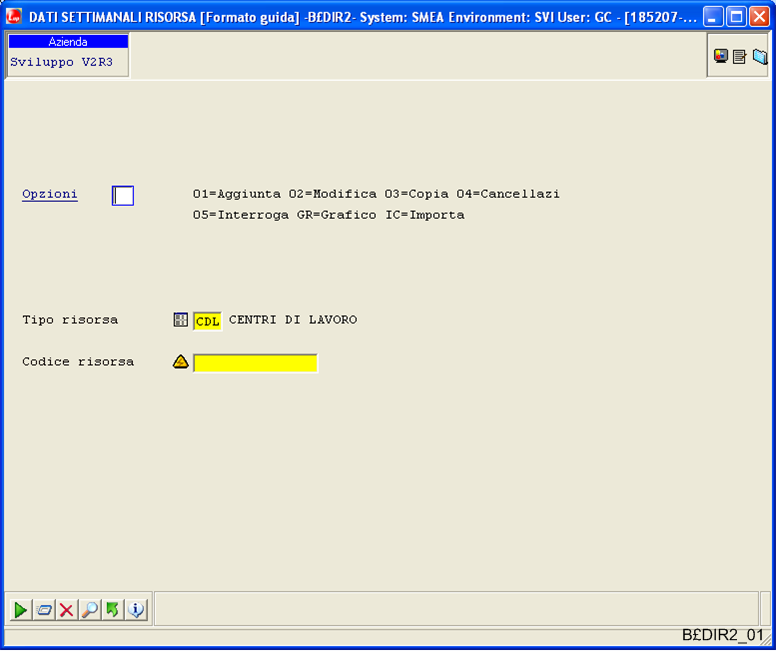 DATI SETTIMANALI RISORSA [Formato guida] -B£DIR2- System: SMEA Environment: SVI User: GC - [185207-...
Azienda
Sviluppo V2R3
Opzioni 01=Aggiunta 02=Modifica 03=Copia 04=Cancellazi
05=Interroga GR=Grafico IC=Importa
Tipo risorsa CDL CENTRI DI LAVORO
Codice risorsa
B£DIR2_01